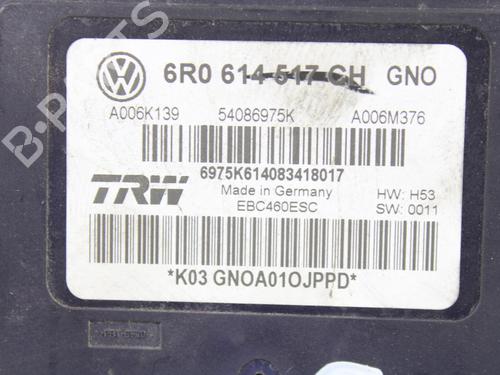 6R0 614 517 CH GNO
A006K139 54086975K A006M376
6975K614083418017
TRW
Made in Germany HW: H53
EBC460ESC SW: 0011
*K03 GNOA01OJPPD*
B-PARTS